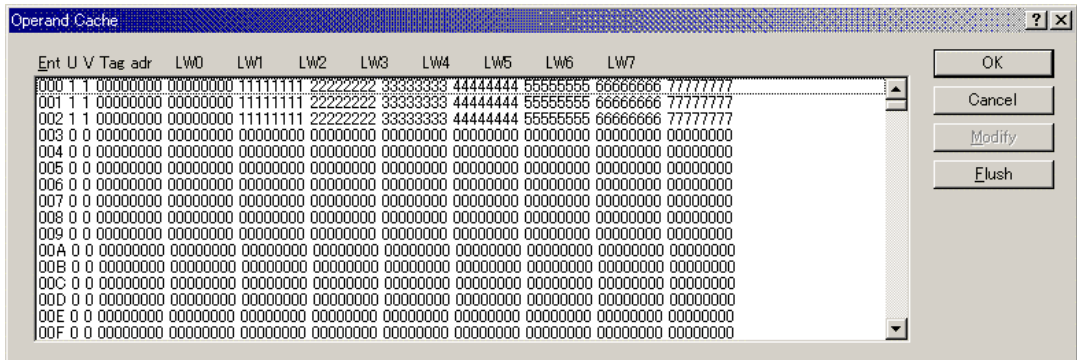 Operand Cache
Ent U V Tag adr LW0 LW1 LW2 LW3 LW4 LW5 LW6 LW7
000 1 1 00000000 00000000 11111111 22222222 33333333 44444444 55555555 66666666 77777777
001 1 1 00000000 00000000 11111111 22222222 33333333 44444444 55555555 66666666 77777777
002 1 1 00000000 00000000 11111111 22222222 33333333 44444444 55555555 66666666 77777777
003 0 0 00000000 00000000 00000000 00000000 00000000 00000000 00000000 00000000 00000000
004 0 0 00000000 00000000 00000000 00000000 00000000 00000000 00000000 00000000 00000000
005 0 0 00000000 00000000 00000000 00000000 00000000 00000000 00000000 00000000 00000000
006 0 0 00000000 00000000 00000000 00000000 00000000 00000000 00000000 00000000 00000000
007 0 0 00000000 00000000 00000000 00000000 00000000 00000000 00000000 00000000 00000000
008 0 0 00000000 00000000 00000000 00000000 00000000 00000000 00000000 00000000 00000000
009 0 0 00000000 00000000 00000000 00000000 00000000 00000000 00000000 00000000 00000000
00A 0 0 00000000 00000000 00000000 00000000 00000000 00000000 00000000 00000000 00000000
00B 0 0 00000000 00000000 00000000 00000000 00000000 00000000 00000000 00000000 00000000
00C 0 0 00000000 00000000 00000000 00000000 00000000 00000000 00000000 00000000 00000000
00D 0 0 00000000 00000000 00000000 00000000 00000000 00000000 00000000 00000000 00000000
00E 0 0 00000000 00000000 00000000 00000000 00000000 00000000 00000000 00000000 00000000
00F 0 0 00000000 00000000 00000000 00000000 00000000 00000000 00000000 00000000 00000000
OK
Cancel
Modify
Flush